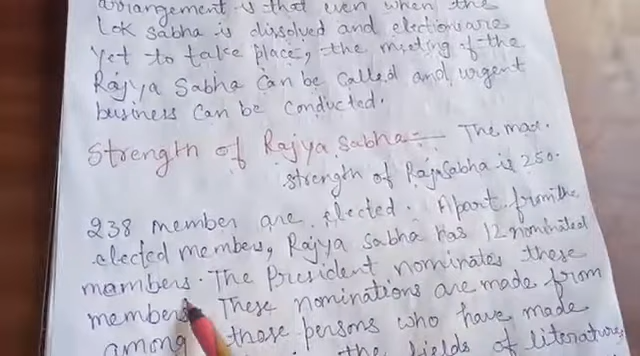 arrangement is that even when the
Lok Sabha is dissolved and election are
yet to take place, the meeting of the
Rajya Sabha can be called and urgent
business can be conducted.
Strength of Rajya Sabha:— The max.
strength of RajaSabha is 250.
238 member are elected. Apart from the
elected members, Rajya Sabha has 12 nominated
members. The President nominates these
members. These nominations are made from
among those persons who have made
the fields of literature,